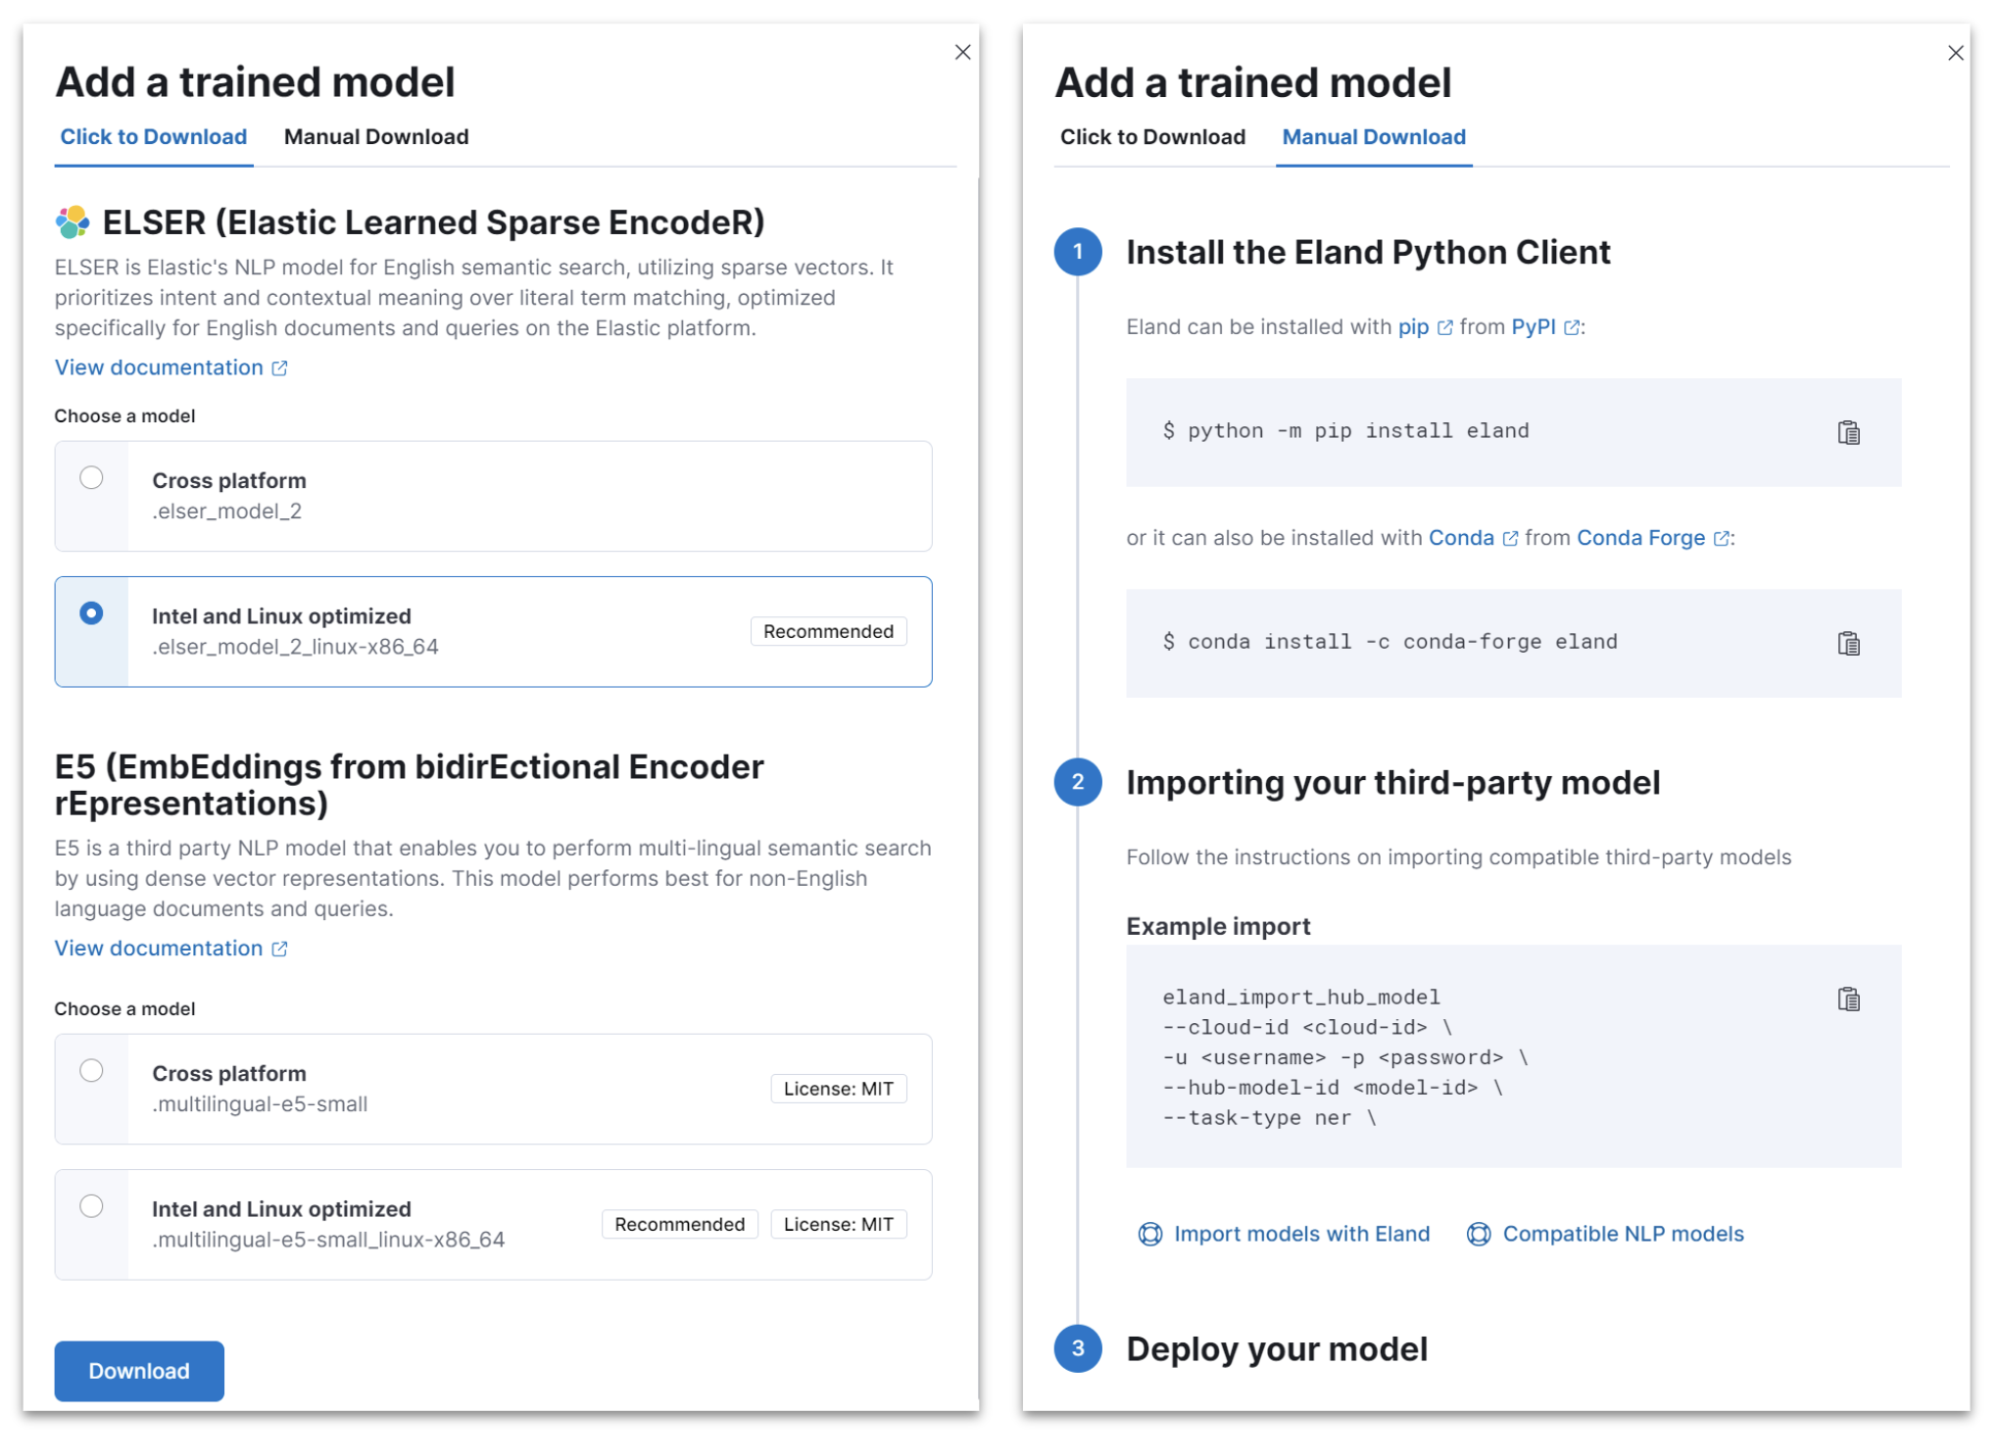 Add a trained model
Click to Download Manual Download
ELSER (Elastic Learned Sparse EncodeR)
ELSER is Elastic's NLP model for English semantic search, utilizing sparse vectors. It
prioritizes intent and contextual meaning over literal term matching, optimized
specifically for English documents and queries on the Elastic platform.
View documentation
Choose a model
Cross platform
.elser_model_2
Intel and Linux optimized
.elser_model_2_linux-x86_64
Recommended
E5 (EmbEddings from bidirEctional Encoder
rEpresentations)
E5 is a third party NLP model that enables you to perform multi-lingual semantic search
by using dense vector representations. This model performs best for non-English
language documents and queries.
View documentation
Choose a model
Cross platform
.multilingual-e5-small
License: MIT
Intel and Linux optimized
.multilingual-e5-small_linux-x86_64
Recommended License: MIT
Download
Add a trained model
Click to Download Manual Download
1 Install the Eland Python Client
Eland can be installed with pip from PyPI :
$ python -m pip install eland
or it can also be installed with Conda from Conda Forge :
$ conda install -c conda-forge eland
2 Importing your third-party model
Follow the instructions on importing compatible third-party models
Example import
eland_import_hub_model
--cloud-id <cloud-id> \
-u <username> -p <password> \
--hub-model-id <model-id> \
--task-type ner \
Import models with Eland Compatible NLP models
3 Deploy your model